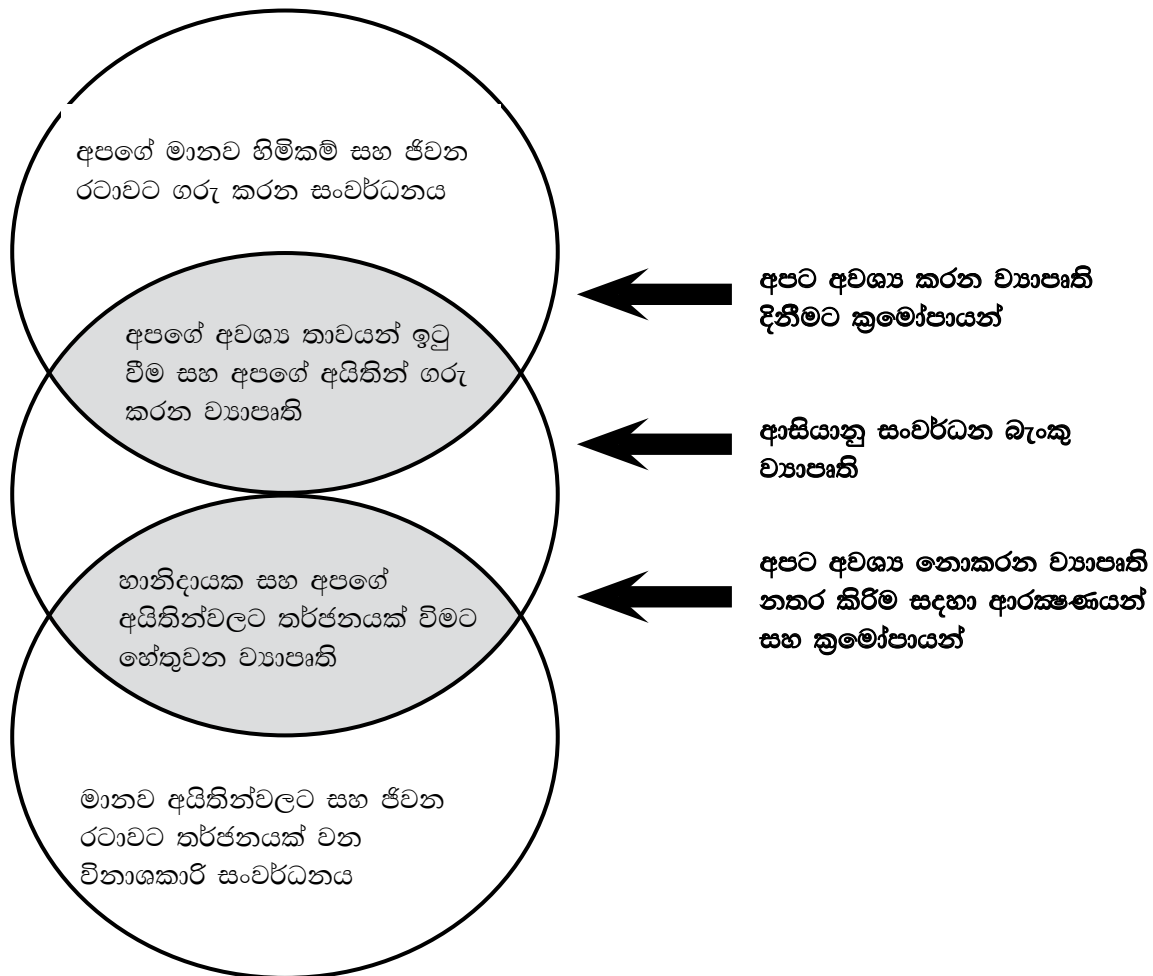 අපගේ මානව හිමිකම් සහ ජිවන
රටාවට ගරු කරන සංවර්ධනය
අපගේ අවශ්‍ය තාවයන් ඉටු
වීම සහ අපගේ අයිතින් ගරු
කරන ව්‍යාපෘති
හානිදායක සහ අපගේ
අයිතින්වලට තර්ජනයක් විමට
හේතුවන ව්‍යාපෘති
මානව අයිතින්වලට සහ ජිවන
රටාවට තර්ජනයක් වන
විනාශකාරි සංවර්ධනය
අපට අවශ්‍ය කරන ව්‍යාපෘති
දිනීමට ක්‍රමෝපායන්
ආසියානු සංවර්ධන බැංකු
ව්‍යාපෘති
අපට අවශ්‍ය නොකරන ව්‍යාපෘති
නතර කිරිම සදහා ආරක්‍ෂණයන්
සහ ක්‍රමෝපායන්